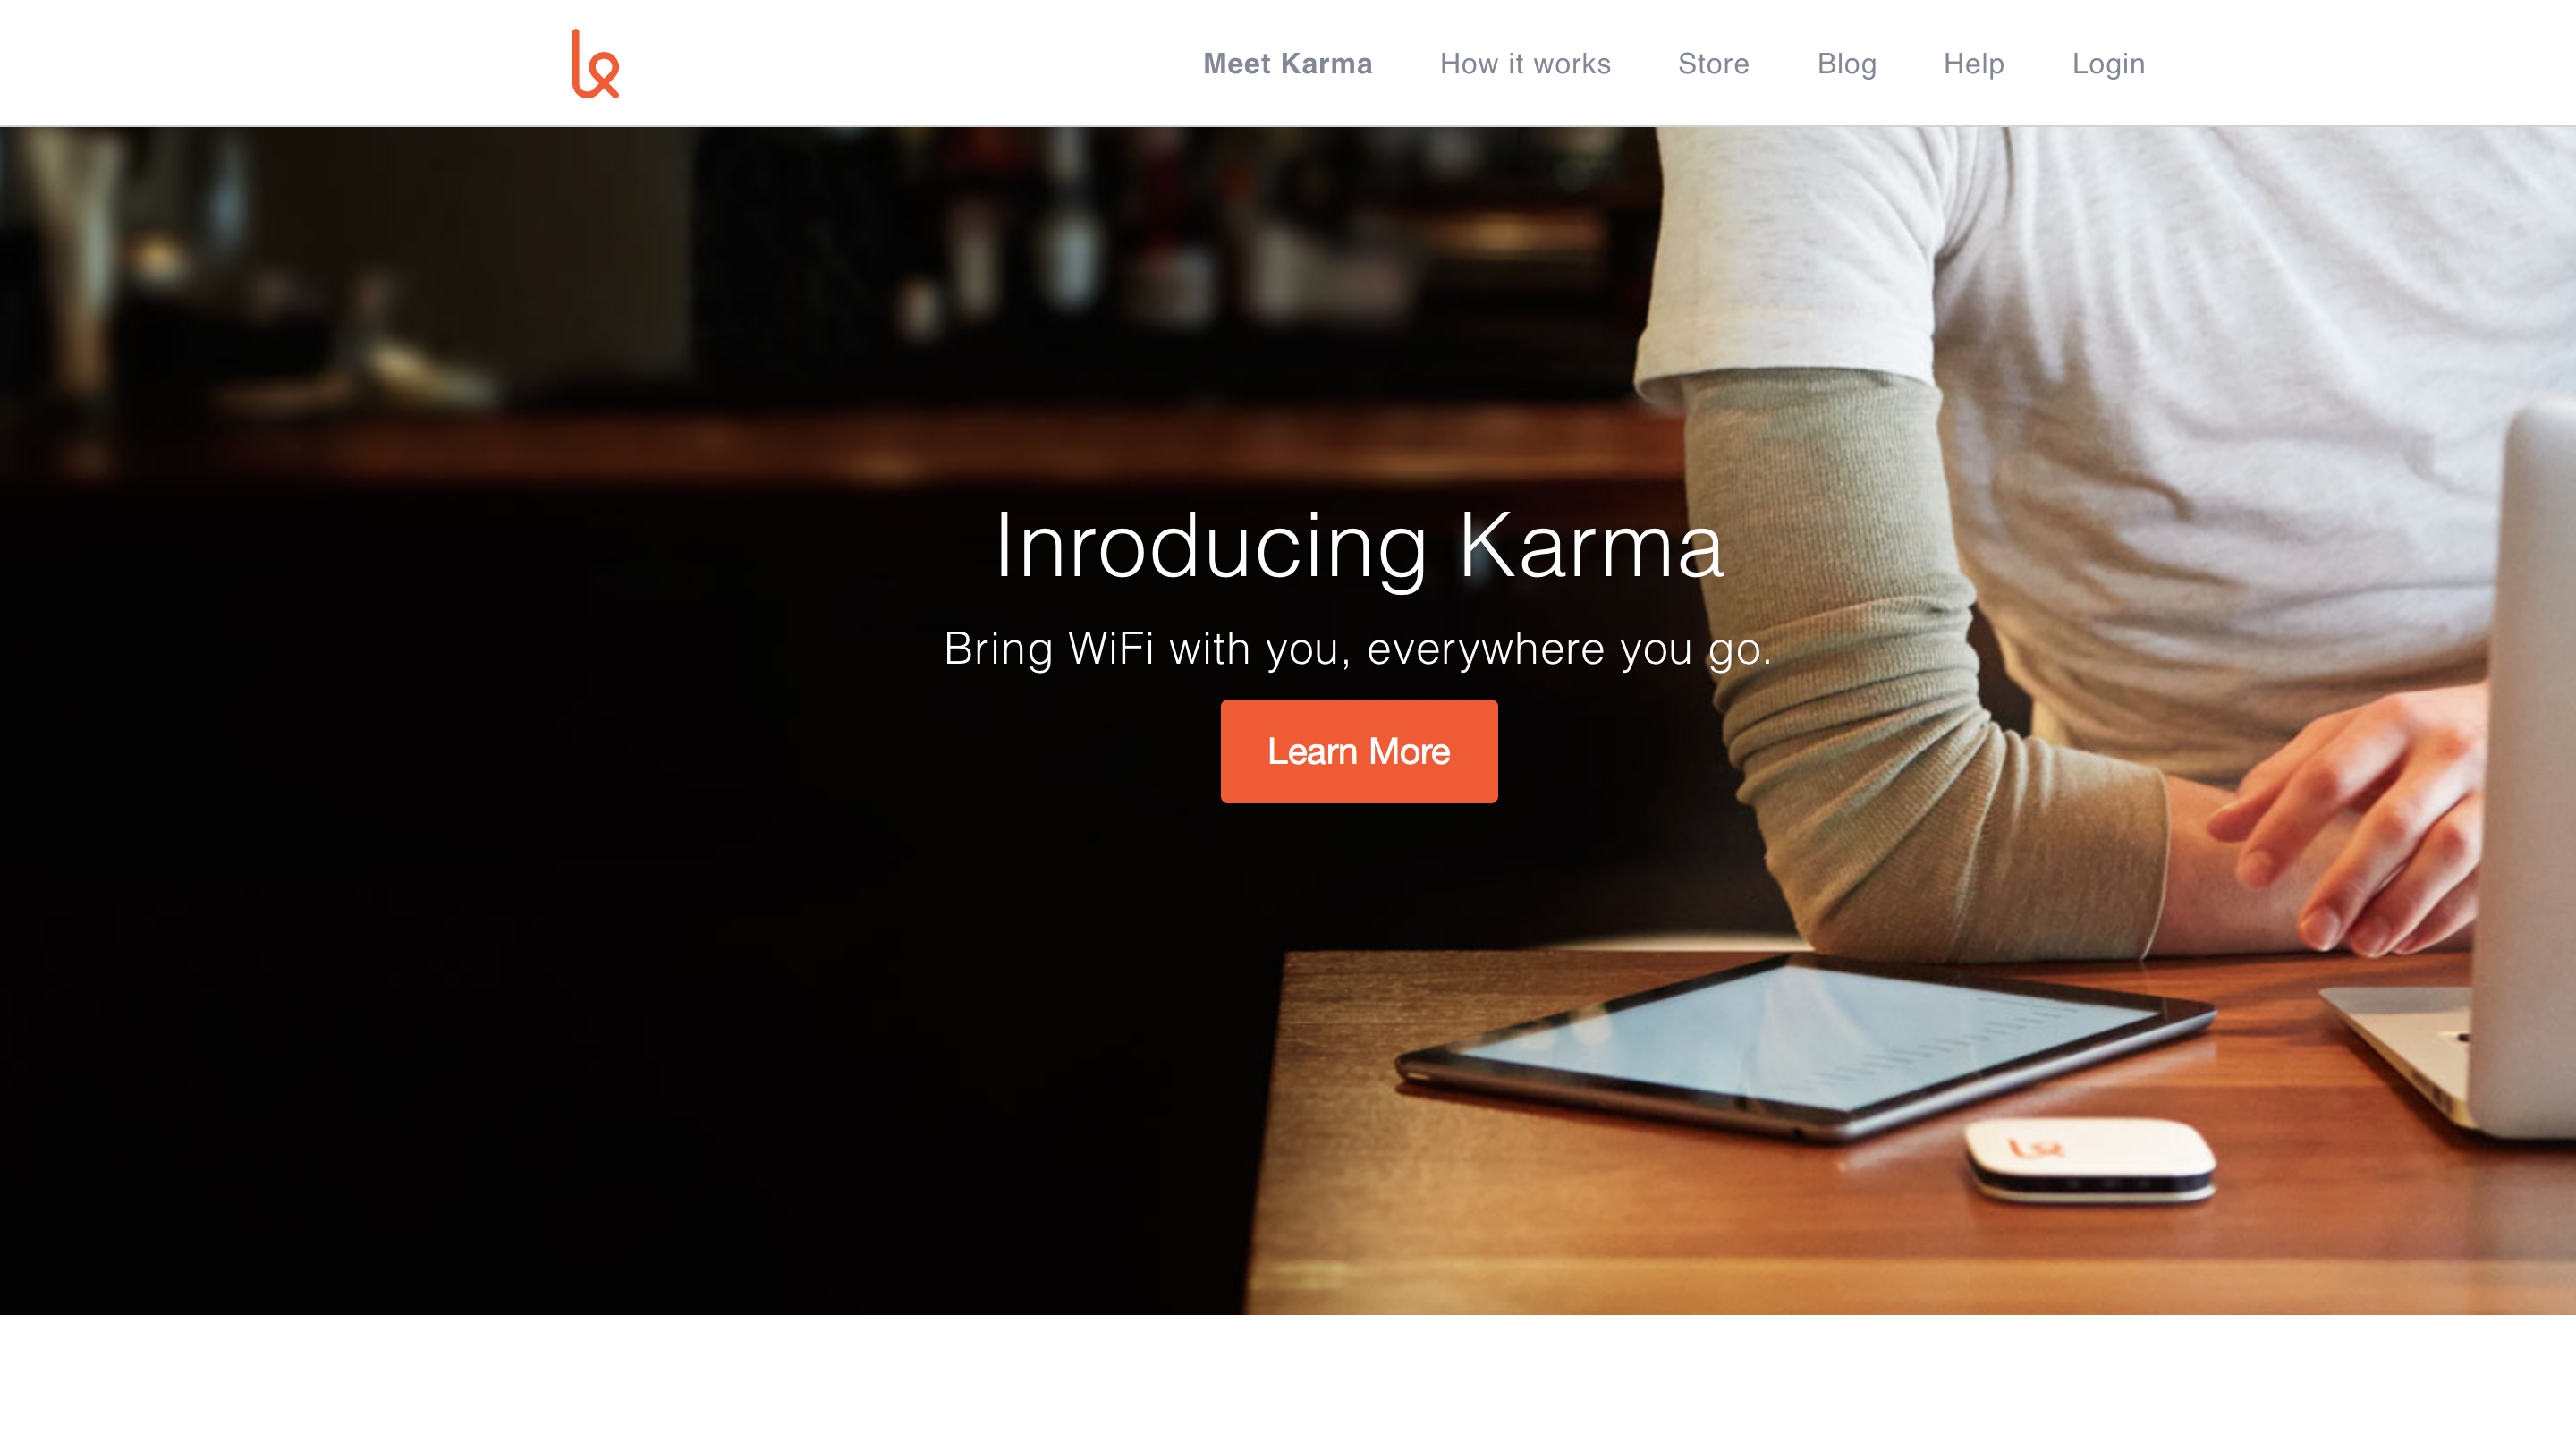 Meet Karma How it works Store Blog Help Login
Inroducing Karma
Bring WiFi with you, everywhere you go.
Learn More